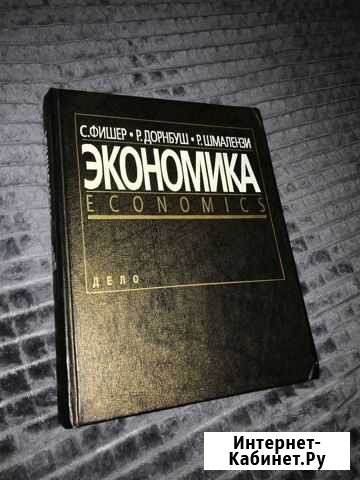 С.ФИШЕР • Р.ДОРНБУШ • Р.ШМАЛЕНЗИ
ЭКОНОМИКА
ECONOMICS
ДЕЛО
Интернет-
Кабинет.Ру